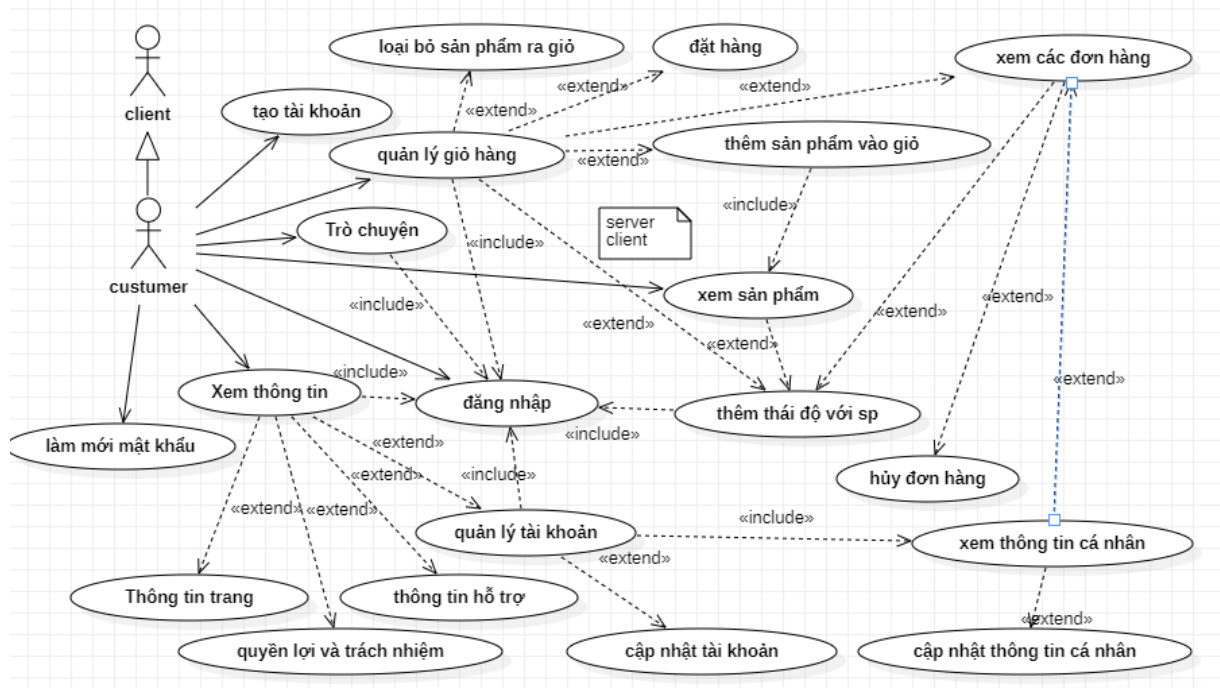 loại bỏ sản phẩm ra giỏ
đặt hàng
xem các đơn hàng
«extend»
«extend»
«extend»
client
tạo tài khoản
quản lý giỏ hàng
«extend»
thêm sản phẩm vào giỏ
«include»
server
client
Trò chuyện
«include»
custumer
xem sản phẩm
«include»
«extend»
«extend»
«extend»
«extend»
«include»
«extend»
Xem thông tin
đăng nhập
thêm thái độ với sp
«include»
làm mới mật khẩu
«extend»
«extend»
«include»
hủy đơn hàng
«extend»
«extend»
quản lý tài khoản
«include»
xem thông tin cá nhân
«extend»
Thông tin trang
thông tin hỗ trợ
«extend»
quyền lợi và trách nhiệm
cập nhật tài khoản
cập nhật thông tin cá nhân